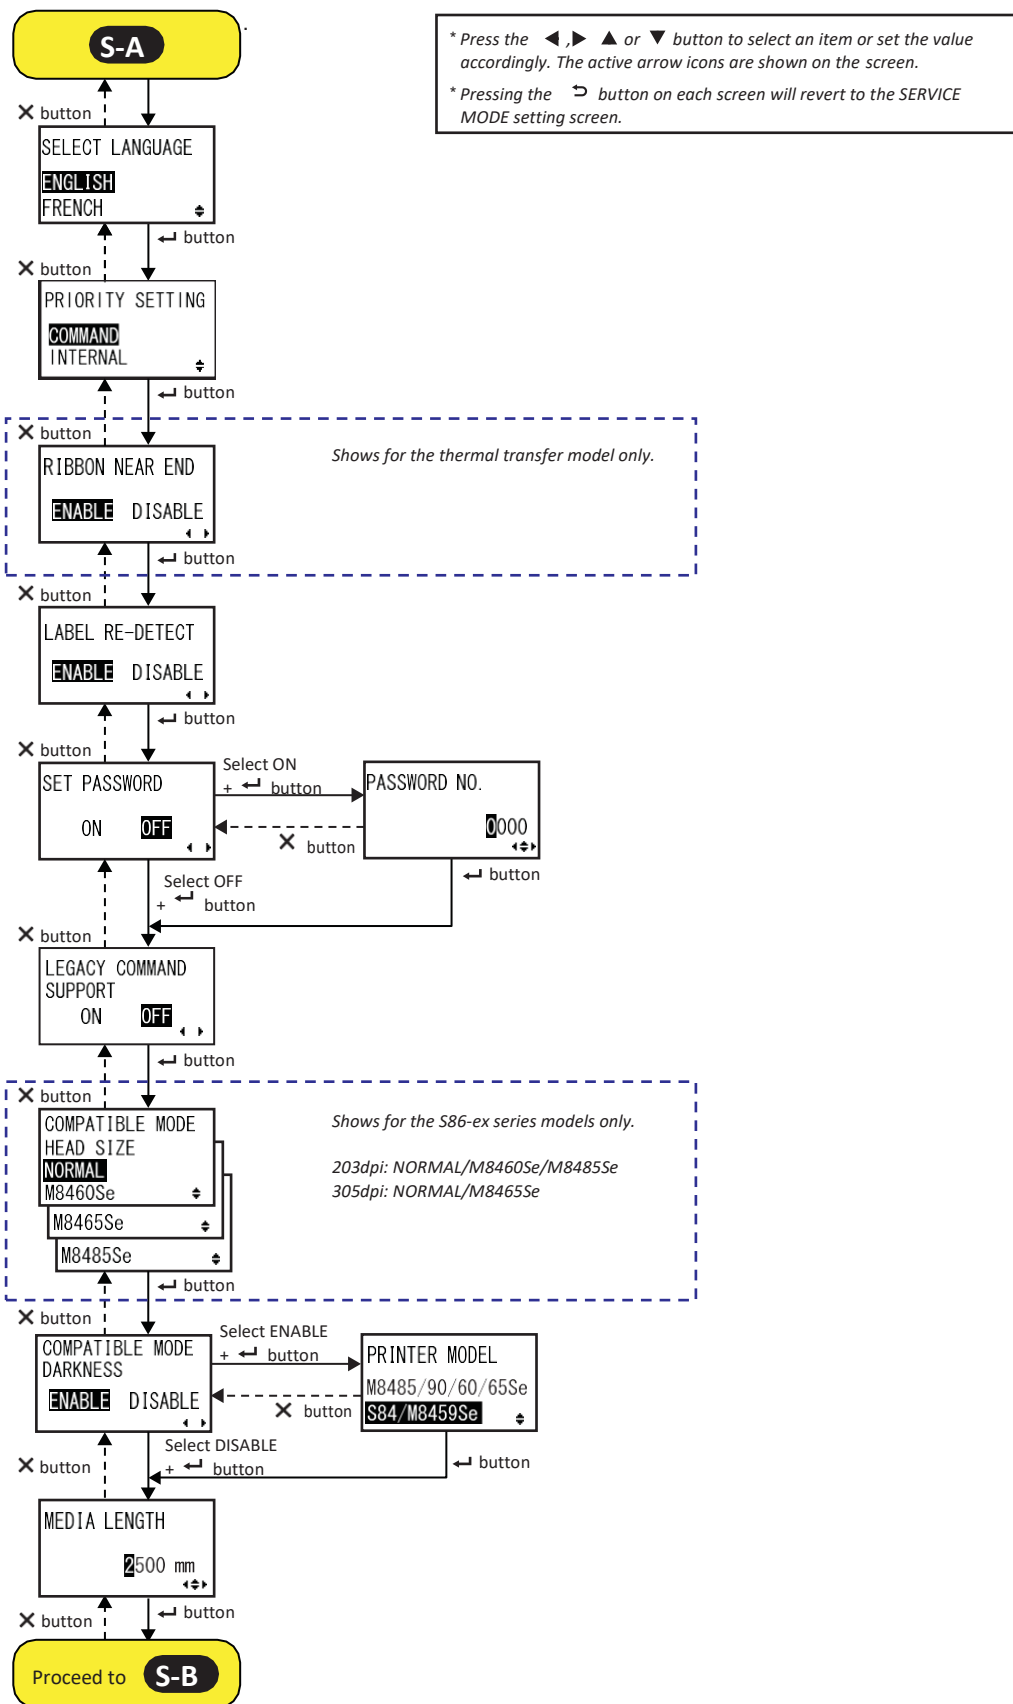 S-A
* Press the ◀ ,▶ ▲ or ▼ button to select an item or set the value
accordingly. The active arrow icons are shown on the screen.
* Pressing the ⮌ button on each screen will revert to the SERVICE
MODE setting screen.
✕ button
SELECT LANGUAGE
ENGLISH
FRENCH
↵ button
✕ button
PRIORITY SETTING
COMMAND
INTERNAL
↵ button
✕ button
RIBBON NEAR END
ENABLE DISABLE
Shows for the thermal transfer model only.
↵ button
✕ button
LABEL RE-DETECT
ENABLE DISABLE
↵ button
✕ button
SET PASSWORD
ON OFF
Select ON
+ ↵ button
PASSWORD NO.
0000
✕ button
↵ button
Select OFF
+ ↵ button
✕ button
LEGACY COMMAND
SUPPORT
ON OFF
↵ button
✕ button
COMPATIBLE MODE
HEAD SIZE
NORMAL
M8460Se
M8465Se
M8485Se
Shows for the S86-ex series models only.
203dpi: NORMAL/M8460Se/M8485Se
305dpi: NORMAL/M8465Se
↵ button
✕ button
COMPATIBLE MODE
DARKNESS
ENABLE DISABLE
Select ENABLE
+ ↵ button
PRINTER MODEL
M8485/90/60/65Se
S84/M8459Se
✕ button
↵ button
Select DISABLE
+ ↵ button
✕ button
MEDIA LENGTH
2500 mm
↵ button
✕ button
Proceed to S-B